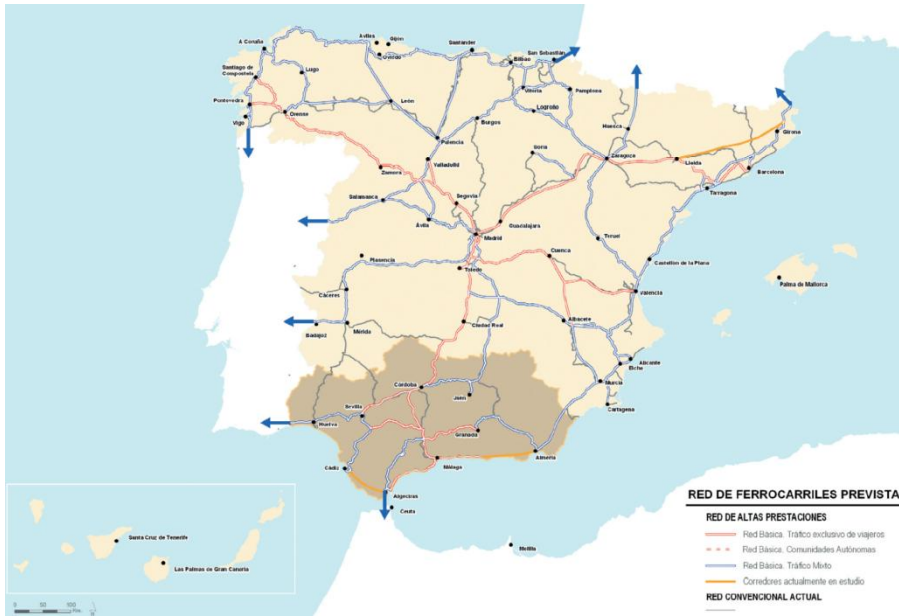 A Coruña
Avilés
Gijón
Oviedo
Santander
Bilbao
San Sebastián
Santiago de
Compostela
Lugo
Vitoria
Pamplona
Pontevedra
León
Logroño
Orense
Burgos
Huesca
Girona
Vigo
Palencia
Soria
Zaragoza
Lleida
Barcelona
Zamora
Valladolid
Tarragona
Salamanca
Segovia
Ávila
Guadalajara
Madrid
Teruel
Cuenca
Plasencia
Castellón de la Plana
Toledo
Palma de Mallorca
Cáceres
Valencia
Badajoz
Mérida
Ciudad Real
Albacete
Alicante
Elche
Murcia
Córdoba
Jaén
Cartagena
Sevilla
Huelva
Granada
Cádiz
Málaga
Almería
Algeciras
Ceuta
Melilla
Santa Cruz de Tenerife
Las Palmas de Gran Canaria
0 50 100
RED DE FERROCARRILES PREVISTA
RED DE ALTAS PRESTACIONES
Red Básica. Tráfico exclusivo de viajeros
Red Básica. Comunidades Autónomas
Red Básica. Tráfico Mixto
Corredores actualmente en estudio
RED CONVENCIONAL ACTUAL